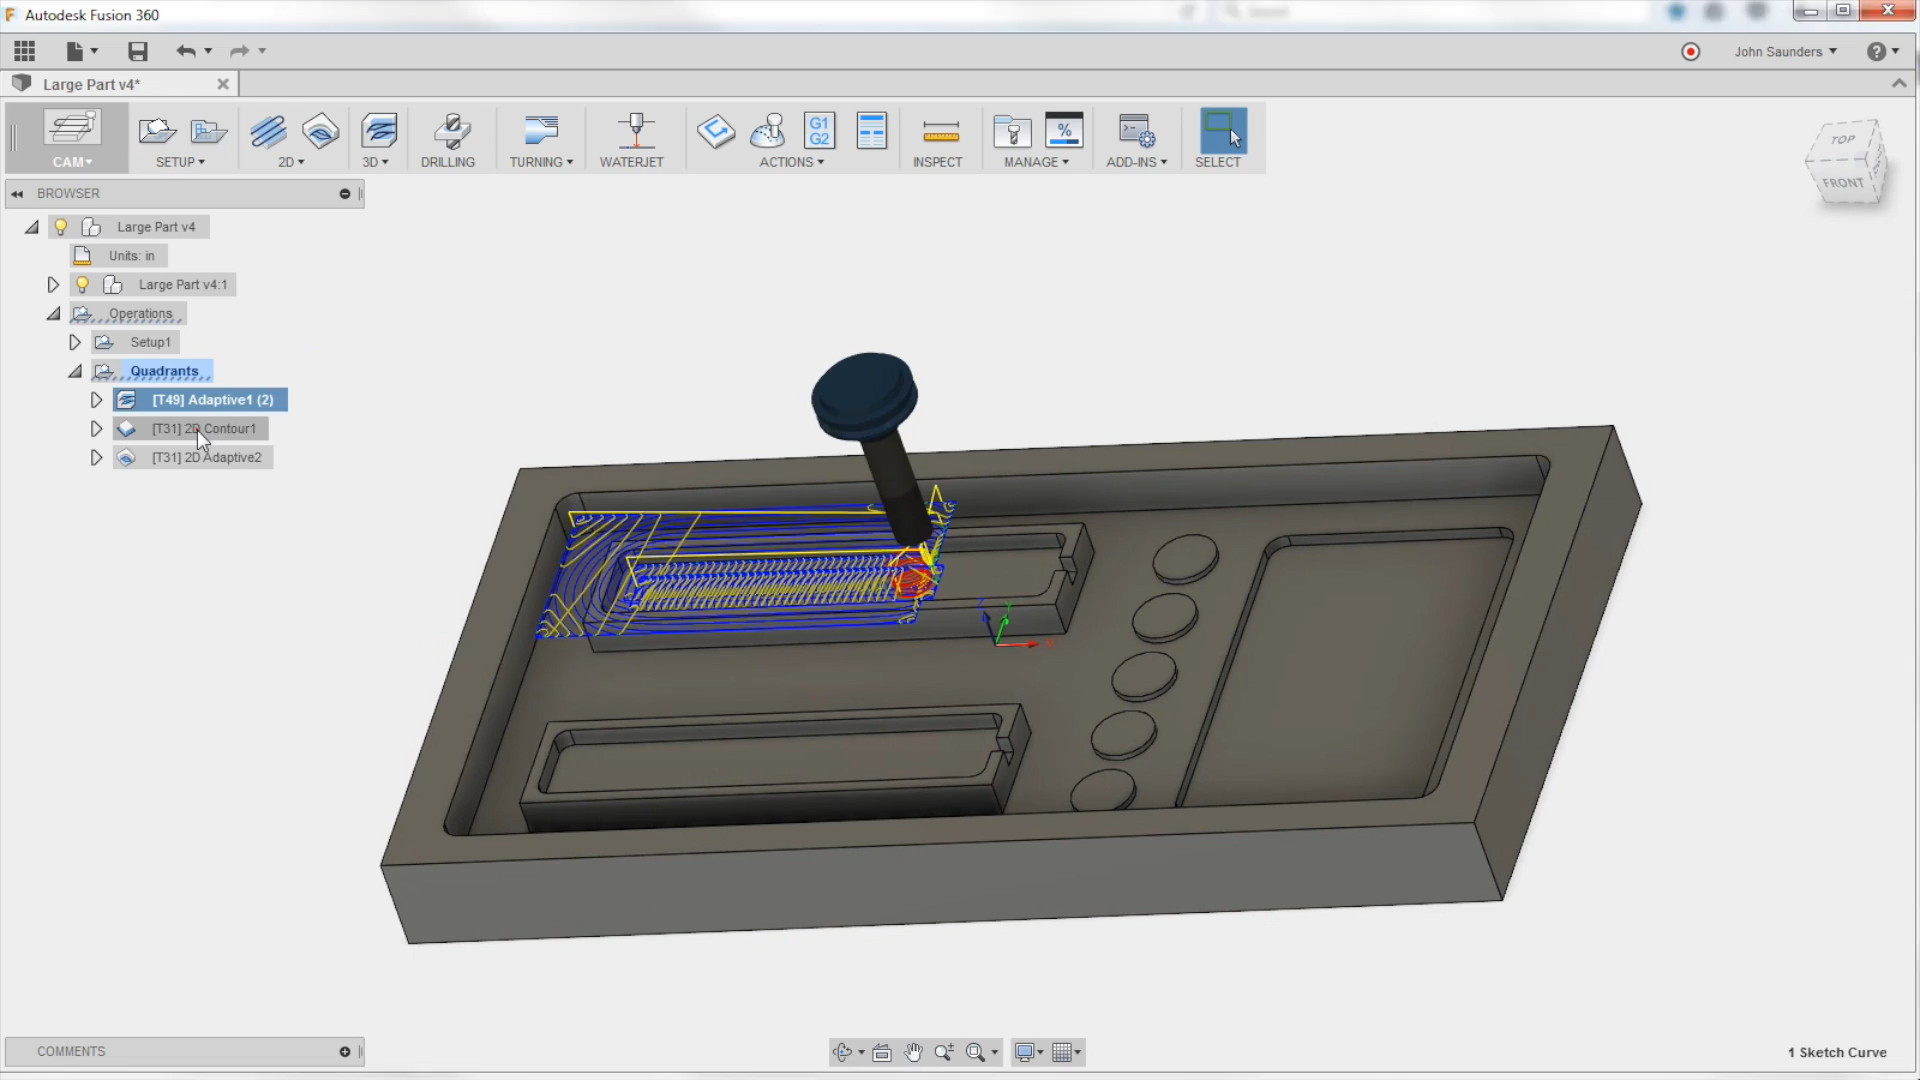 Autodesk Fusion 360
John Saunders
Large Part v4*
G1
G2
%
CAM
SETUP
2D
3D
DRILLING
TURNING
WATERJET
ACTIONS
INSPECT
MANAGE
ADD-INS
SELECT
TOP
FRONT
BROWSER
Large Part v4
Units: in
Large Part v4:1
Operations
Setup1
Quadrants
[T49] Adaptive1 (2)
[T31] 2D Contour1
[T31] 2D Adaptive2
COMMENTS
1 Sketch Curve